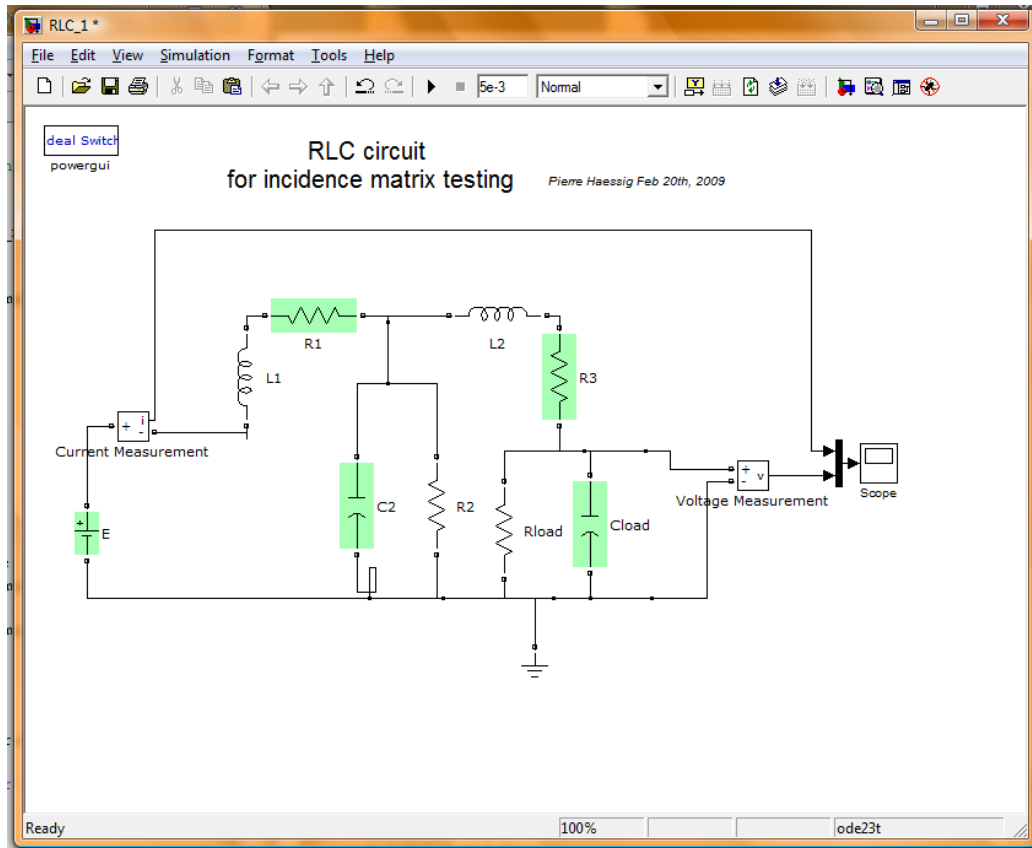 RLC_1 *
File Edit View Simulation Format Tools Help
5e-3 Normal
deal Switch
powergui
RLC circuit
for incidence matrix testing
Pierre Haessig Feb 20th, 2009
R1
L2
L1
R3
+ i -
Current Measurement
C2
R2
Rload
Cload
+ - v
Voltage Measurement
Scope
+
E
Ready 100% ode23t